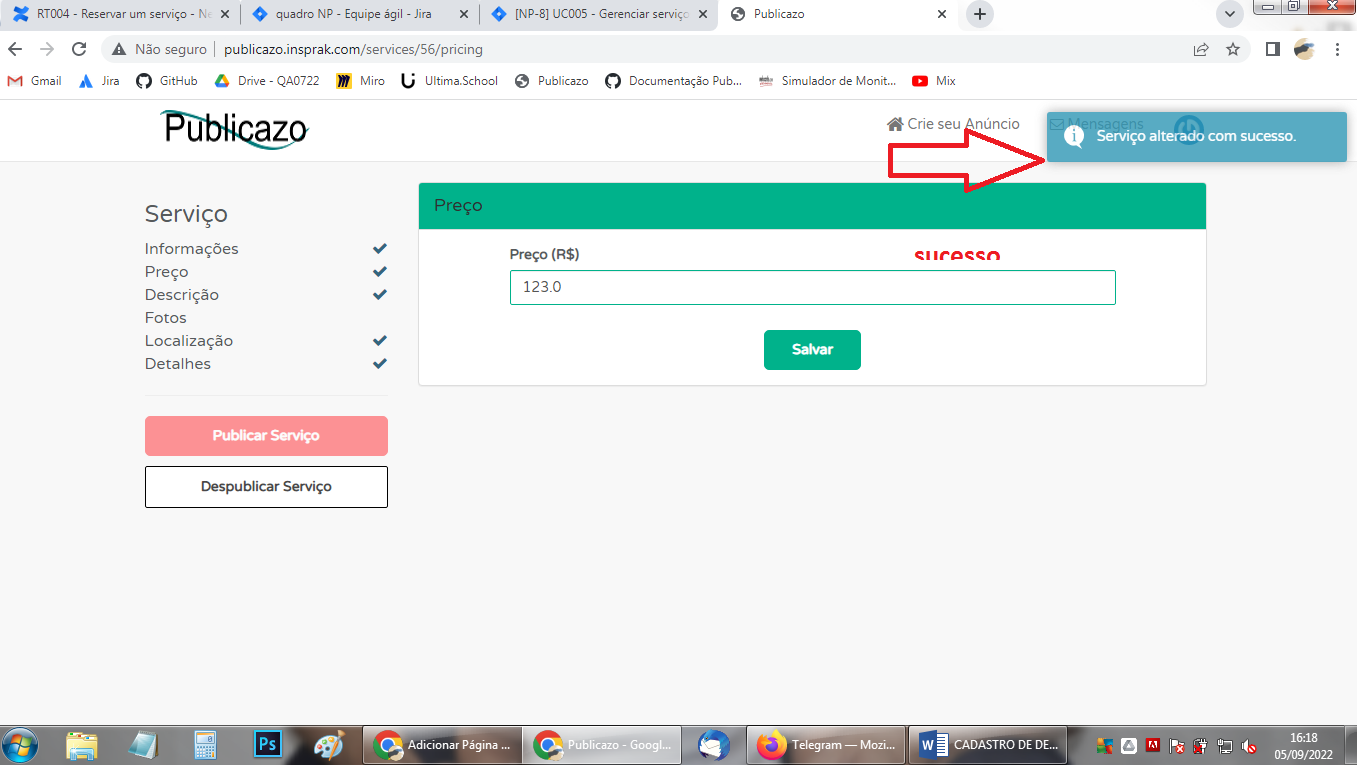 RT004 - Reservar um serviço - Ne
quadro NP - Equipe ágil - Jira
[NP-8] UC005 - Gerenciar serviço
Publicazo
Não seguro
publicazo.insprak.com/services/56/pricing
Gmail
Jira
GitHub
Drive - QA0722
Miro
Ultima.School
Publicazo
Documentação Pub...
Simulador de Monit...
Mix
Publicazo
Crie seu Anúncio
Mensagens
Serviço alterado com sucesso.
Serviço
Informações
Preço
Descrição
Fotos
Localização
Detalhes
Publicar Serviço
Despublicar Serviço
Preço
Preço (R$)
sucesso
123.0
Salvar
Ps
Adicionar Página ...
Publicazo - Googl...
Telegram — Mozi...
CADASTRO DE DE...
16:18
05/09/2022